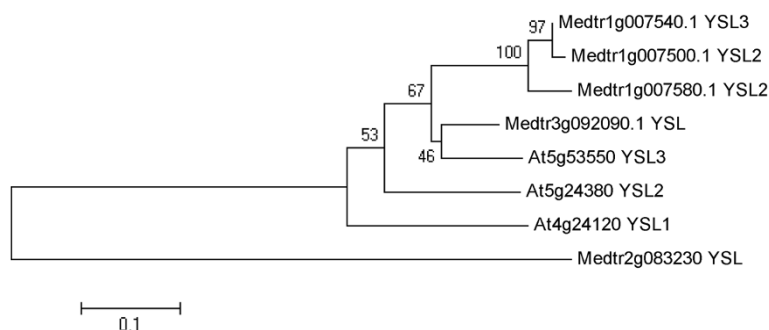 Medtr1g007540.1 YSL3
97
Medtr1g007500.1 YSL2
100
Medtr1g007580.1 YSL2
67
Medtr3g092090.1 YSL
53
46
At5g53550 YSL3
At5g24380 YSL2
At4g24120 YSL1
Medtr2g083230 YSL
0.1